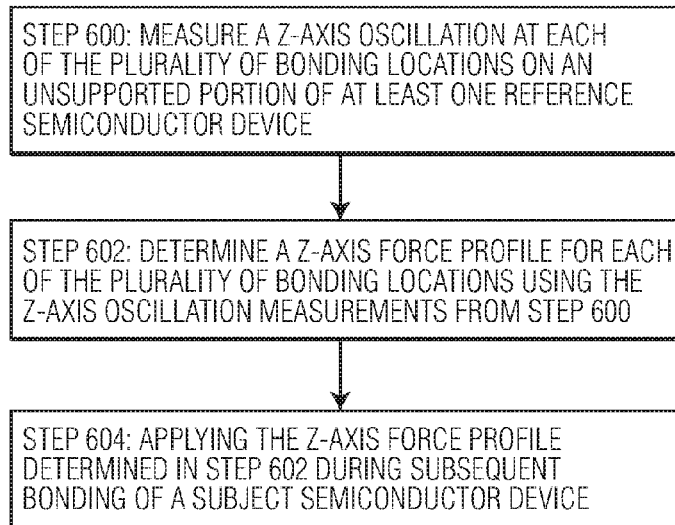 STEP 600: MEASURE A Z-AXIS OSCILLATION AT EACH
OF THE PLURALITY OF BONDING LOCATIONS ON AN
UNSUPPORTED PORTION OF AT LEAST ONE REFERENCE
SEMICONDUCTOR DEVICE
STEP 602: DETERMINE A Z-AXIS FORCE PROFILE FOR EACH
OF THE PLURALITY OF BONDING LOCATIONS USING THE
Z-AXIS OSCILLATION MEASUREMENTS FROM STEP 600
STEP 604: APPLYING THE Z-AXIS FORCE PROFILE
DETERMINED IN STEP 602 DURING SUBSEQUENT
BONDING OF A SUBJECT SEMICONDUCTOR DEVICE